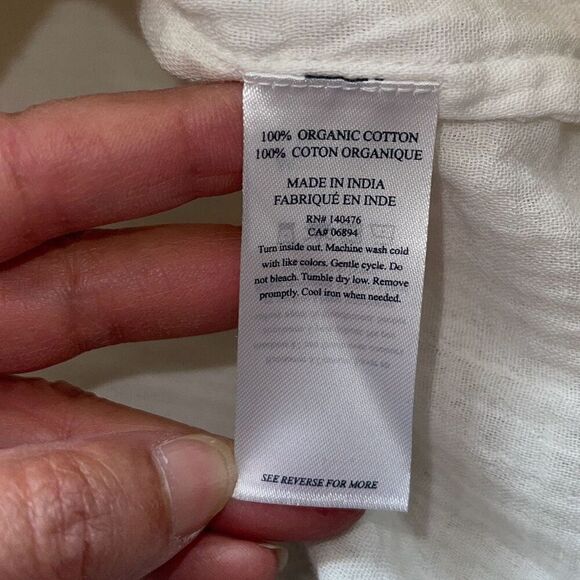 100% ORGANIC COTTON
100% COTON ORGANIQUE
MADE IN INDIA
FABRIQUÉ EN INDE
RN# 140476
CA# 06894
Turn inside out. Machine wash cold
with like colors. Gentle cycle. Do
not bleach. Tumble dry low. Remove
promptly. Cool iron when needed.
SEE REVERSE FOR MORE